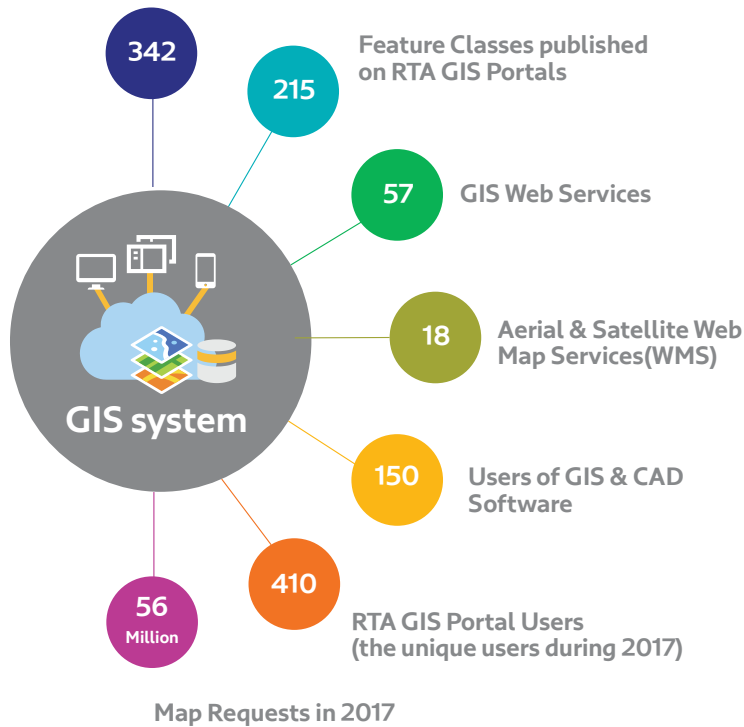 342
215
Feature Classes published
on RTA GIS Portals
57
GIS Web Services
18
Aerial & Satellite Web
Map Services(WMS)
GIS system
150
Users of GIS & CAD
Software
410
RTA GIS Portal Users
(the unique users during 2017)
56
Million
Map Requests in 2017